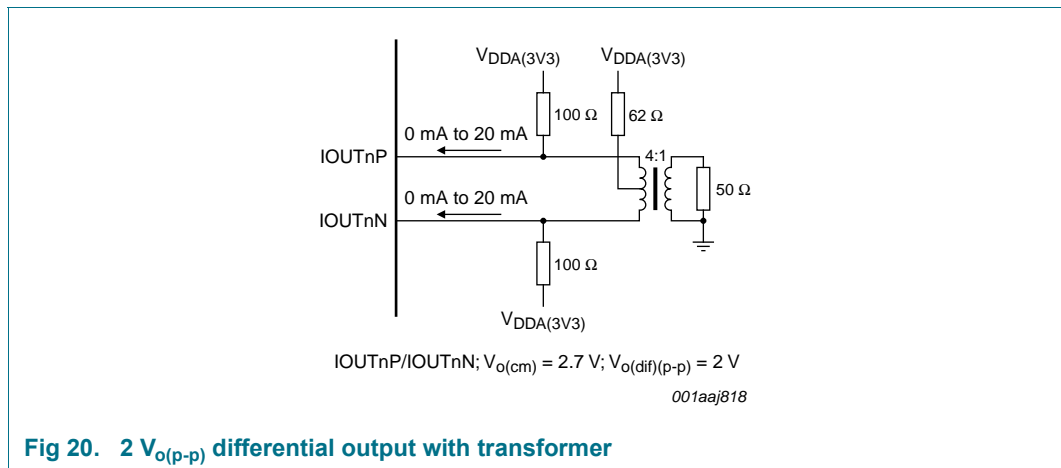 VDDA(3V3) VDDA(3V3)
100 Ω 62 Ω
0 mA to 20 mA
IOUTnP 4:1
0 mA to 20 mA 50 Ω
IOUTnN
100 Ω
VDDA(3V3)
IOUTnP/IOUTnN; Vo(cm) = 2.7 V; Vo(dif)(p-p) = 2 V
001aaj818
Fig 20. 2 Vo(p-p) differential output with transformer